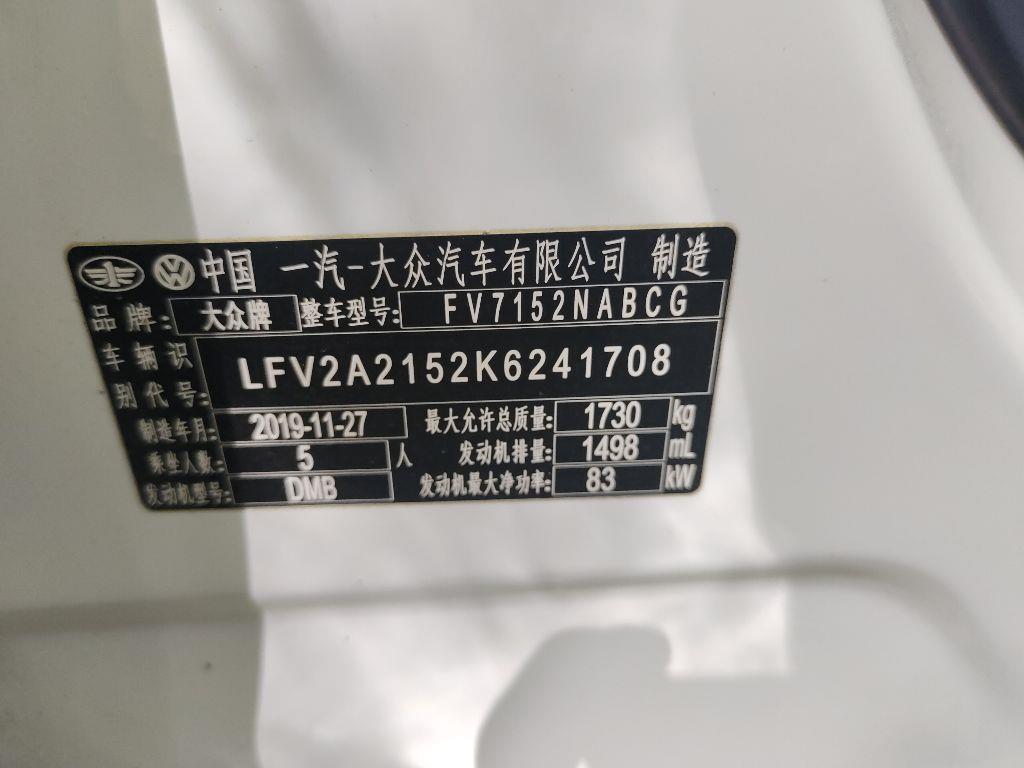 中国 一汽-大众汽车有限公司 制造
品牌: 大众牌 整车型号: FV7152NABCG
车辆识别代号: LFV2A2152K6241708
制造年月: 2019-11-27 最大允许总质量: 1730 kg
乘坐人数: 5 人 发动机排量: 1498 mL
发动机型号: DMB 发动机最大净功率: 83 kW